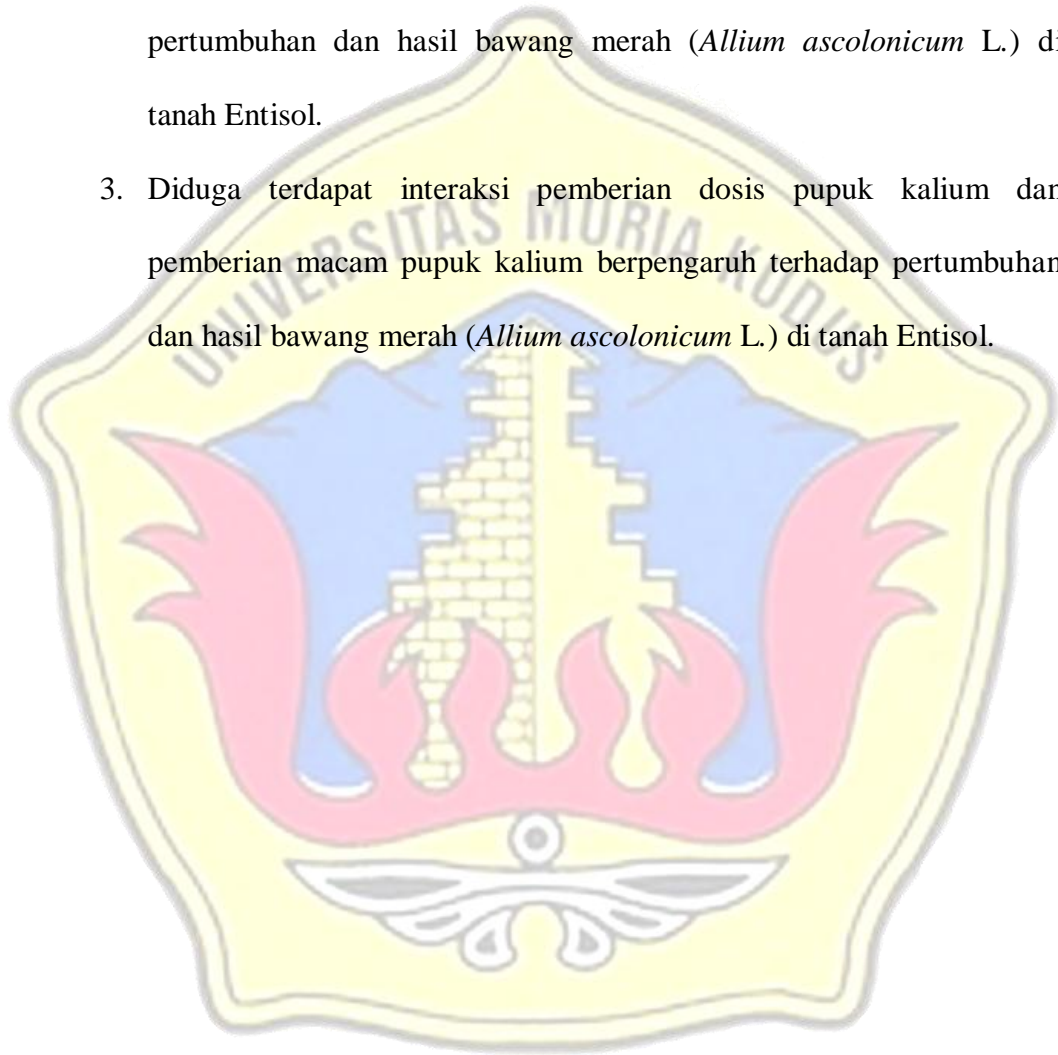 pertumbuhan dan hasil bawang merah (Allium ascolonicum L.) di
tanah Entisol.
3. Diduga terdapat interaksi pemberian dosis pupuk kalium dan
pemberian macam pupuk kalium berpengaruh terhadap pertumbuhan
dan hasil bawang merah (Allium ascolonicum L.) di tanah Entisol.
UNIVERSITAS MURIA KUDUS